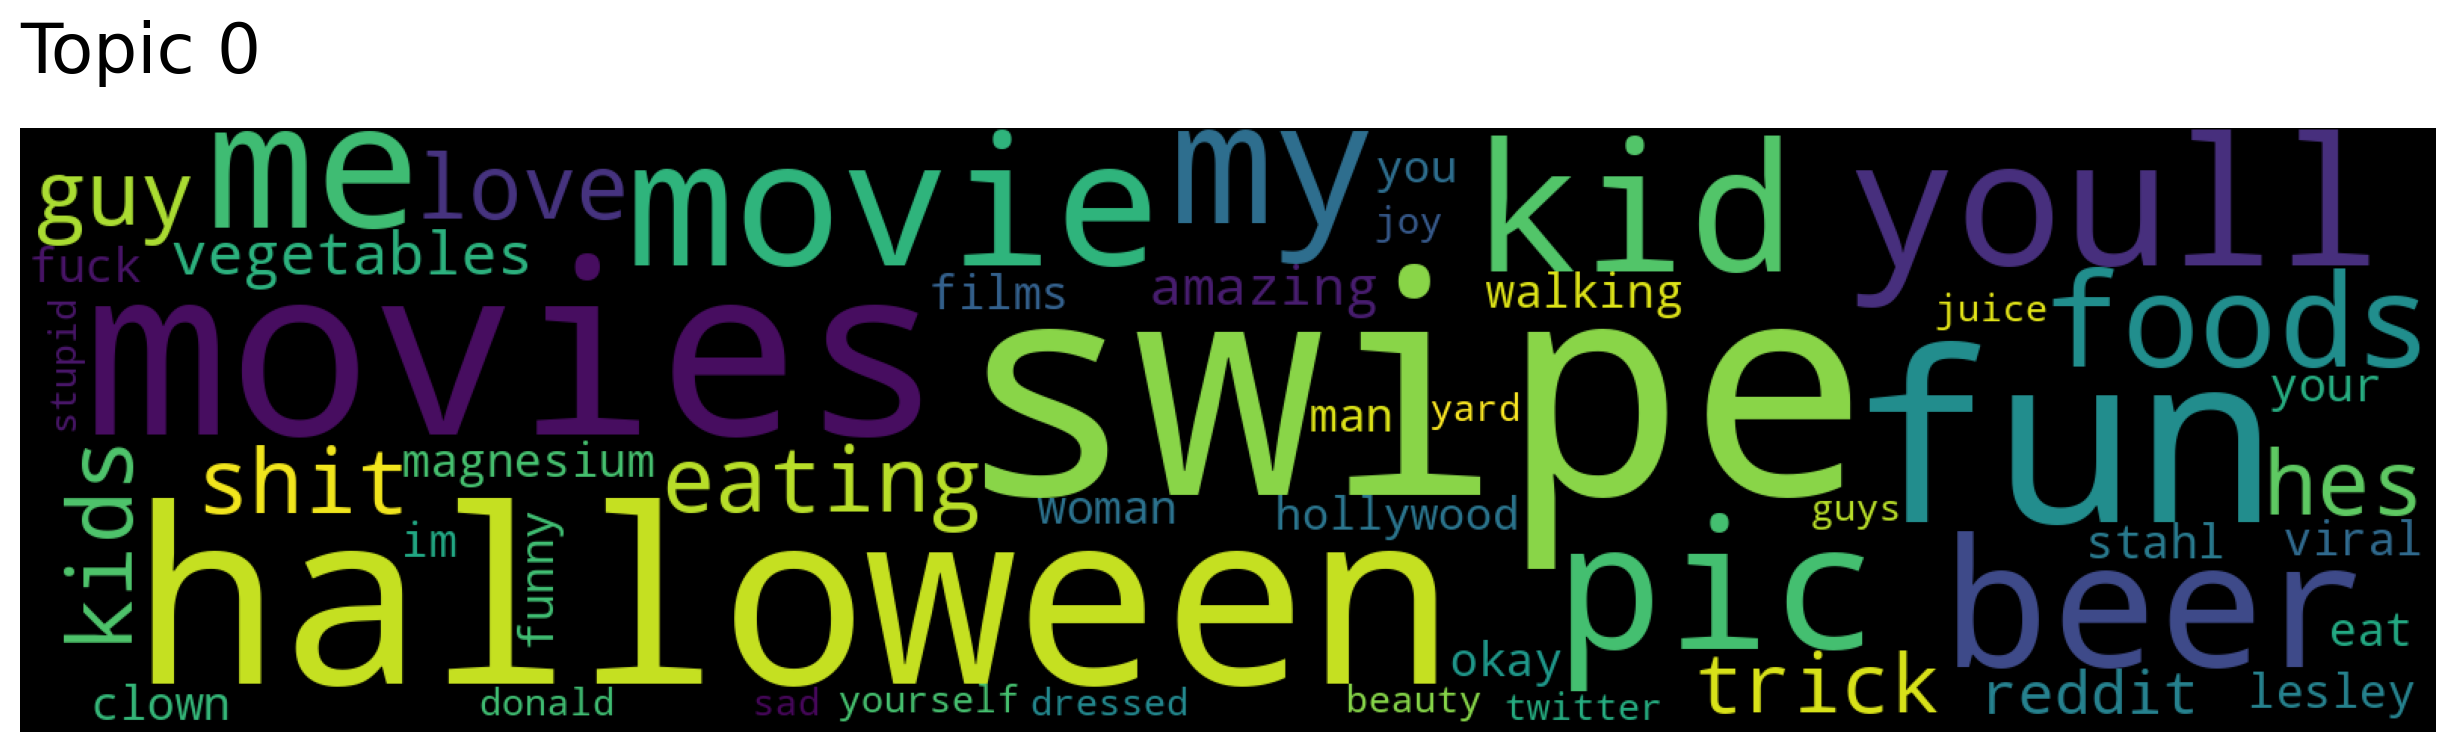 Topic 0
guy me love movie my you kid youll
joy
fuck vegetables films amazing walking juice foods
stupid movies swipe man yard fun your
kids shit magnesium eating woman hollywood guys hes
halloween im funny pic beer stahl viral
okay trick reddit eat
clown donald sad yourself dressed beauty twitter lesley